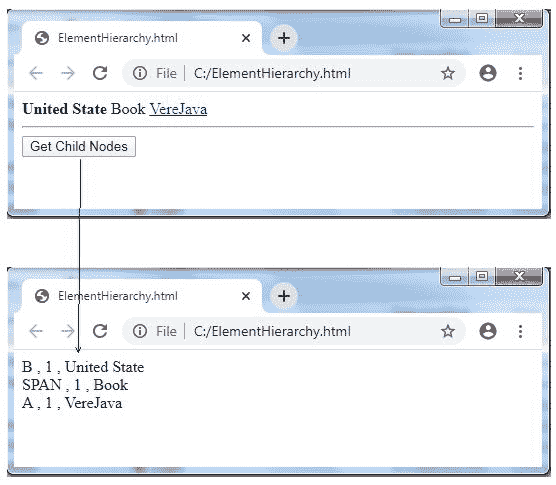 ElementHierarchy.html
File C:/ElementHierarchy.html
United State Book VereJava
Get Child Nodes
ElementHierarchy.html
File C:/ElementHierarchy.html
B , 1 , United State
SPAN , 1 , Book
A , 1 , VereJava